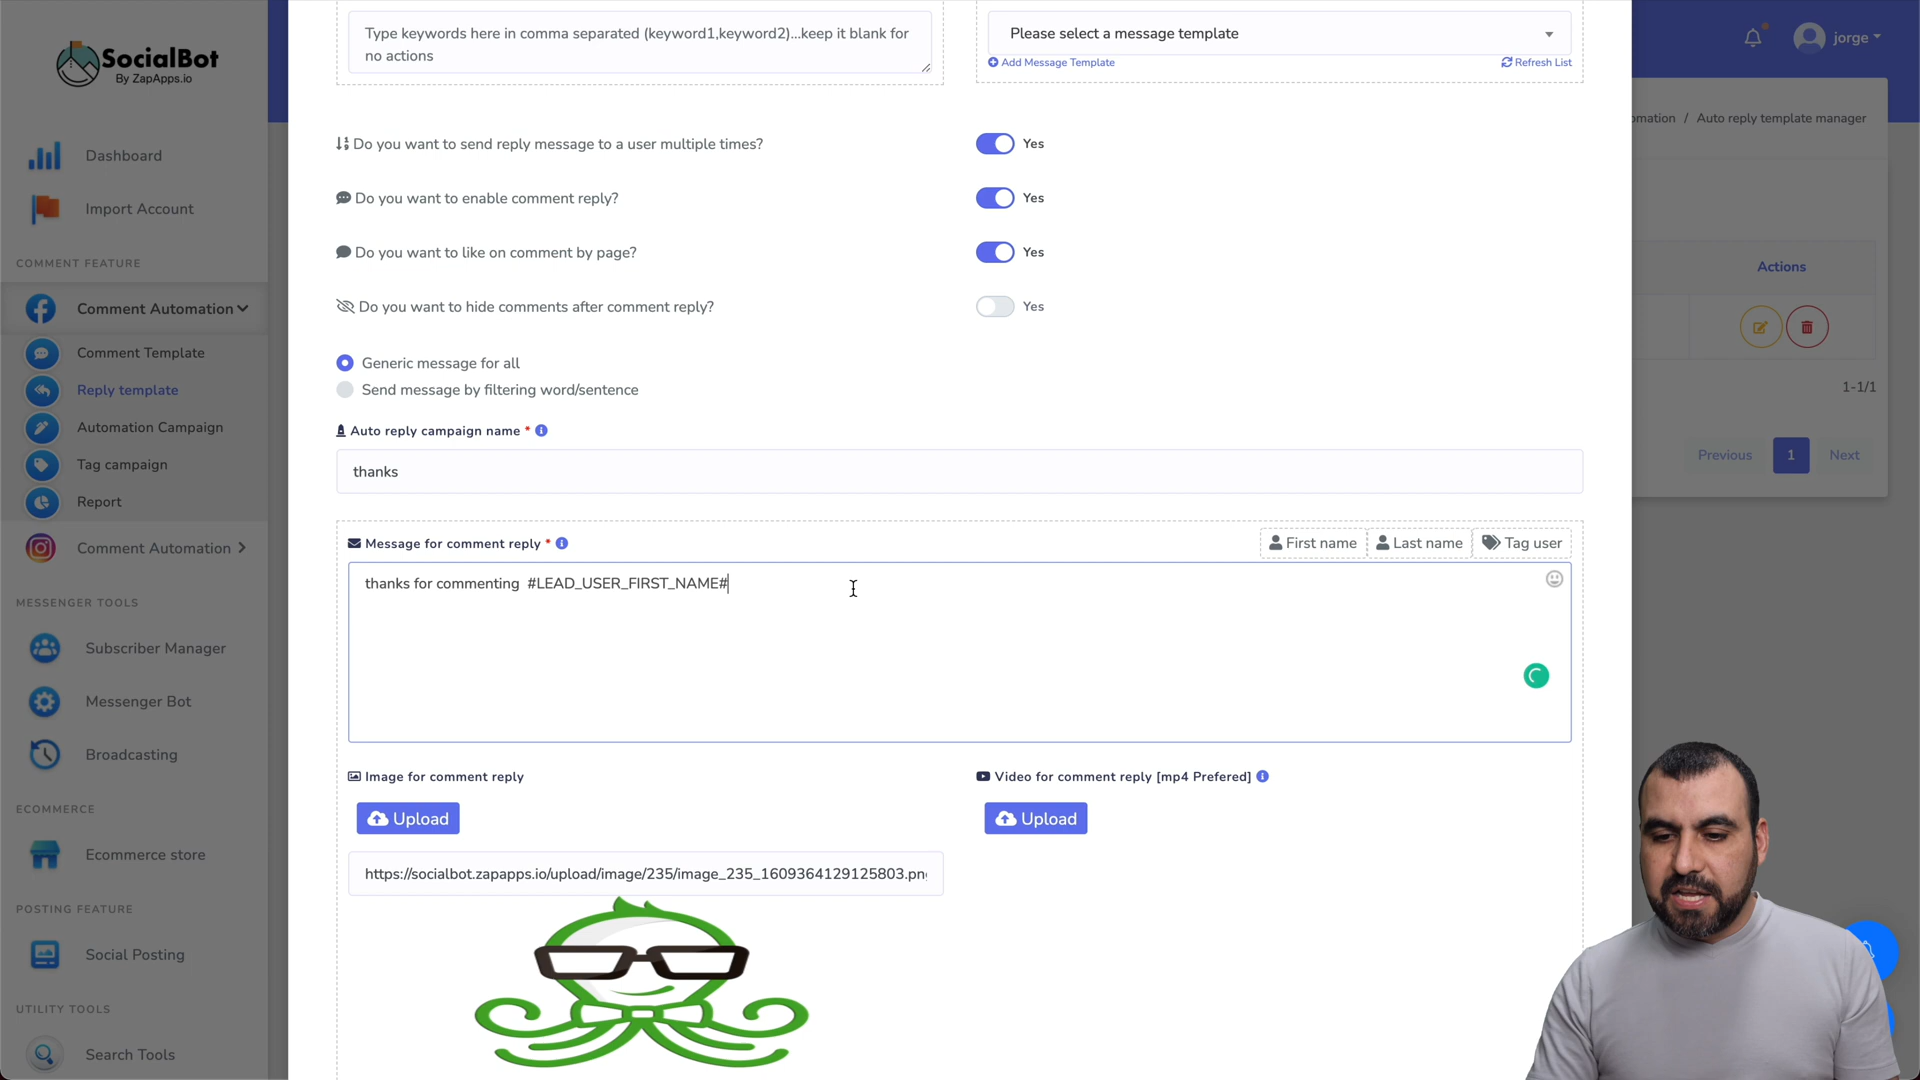 SocialBot
By ZapApps.io
Dashboard
Import Account
COMMENT FEATURE
Comment Automation
Comment Template
Reply template
Automation Campaign
Tag campaign
Report
Comment Automation
MESSENGER TOOLS
Subscriber Manager
Messenger Bot
Broadcasting
ECOMMERCE
Ecommerce store
POSTING FEATURE
Social Posting
UTILITY TOOLS
Search Tools
Type keywords here in comma separated (keyword1,keyword2)...keep it blank for
no actions
Please select a message template
Add Message Template
Refresh List
Do you want to send reply message to a user multiple times?
Yes
Do you want to enable comment reply?
Yes
Do you want to like on comment by page?
Yes
Do you want to hide comments after comment reply?
Yes
Generic message for all
Send message by filtering word/sentence
Auto reply campaign name *
thanks
Message for comment reply *
First name
Last name
Tag user
thanks for commenting  #LEAD_USER_FIRST_NAME#
Image for comment reply
Upload
https://socialbot.zapapps.io/upload/image/235/image_235_1609364129125803.pn
Video for comment reply [mp4 Prefered]
Upload
jorge
omation / Auto reply template manager
Actions
1-1/1
Previous
1
Next